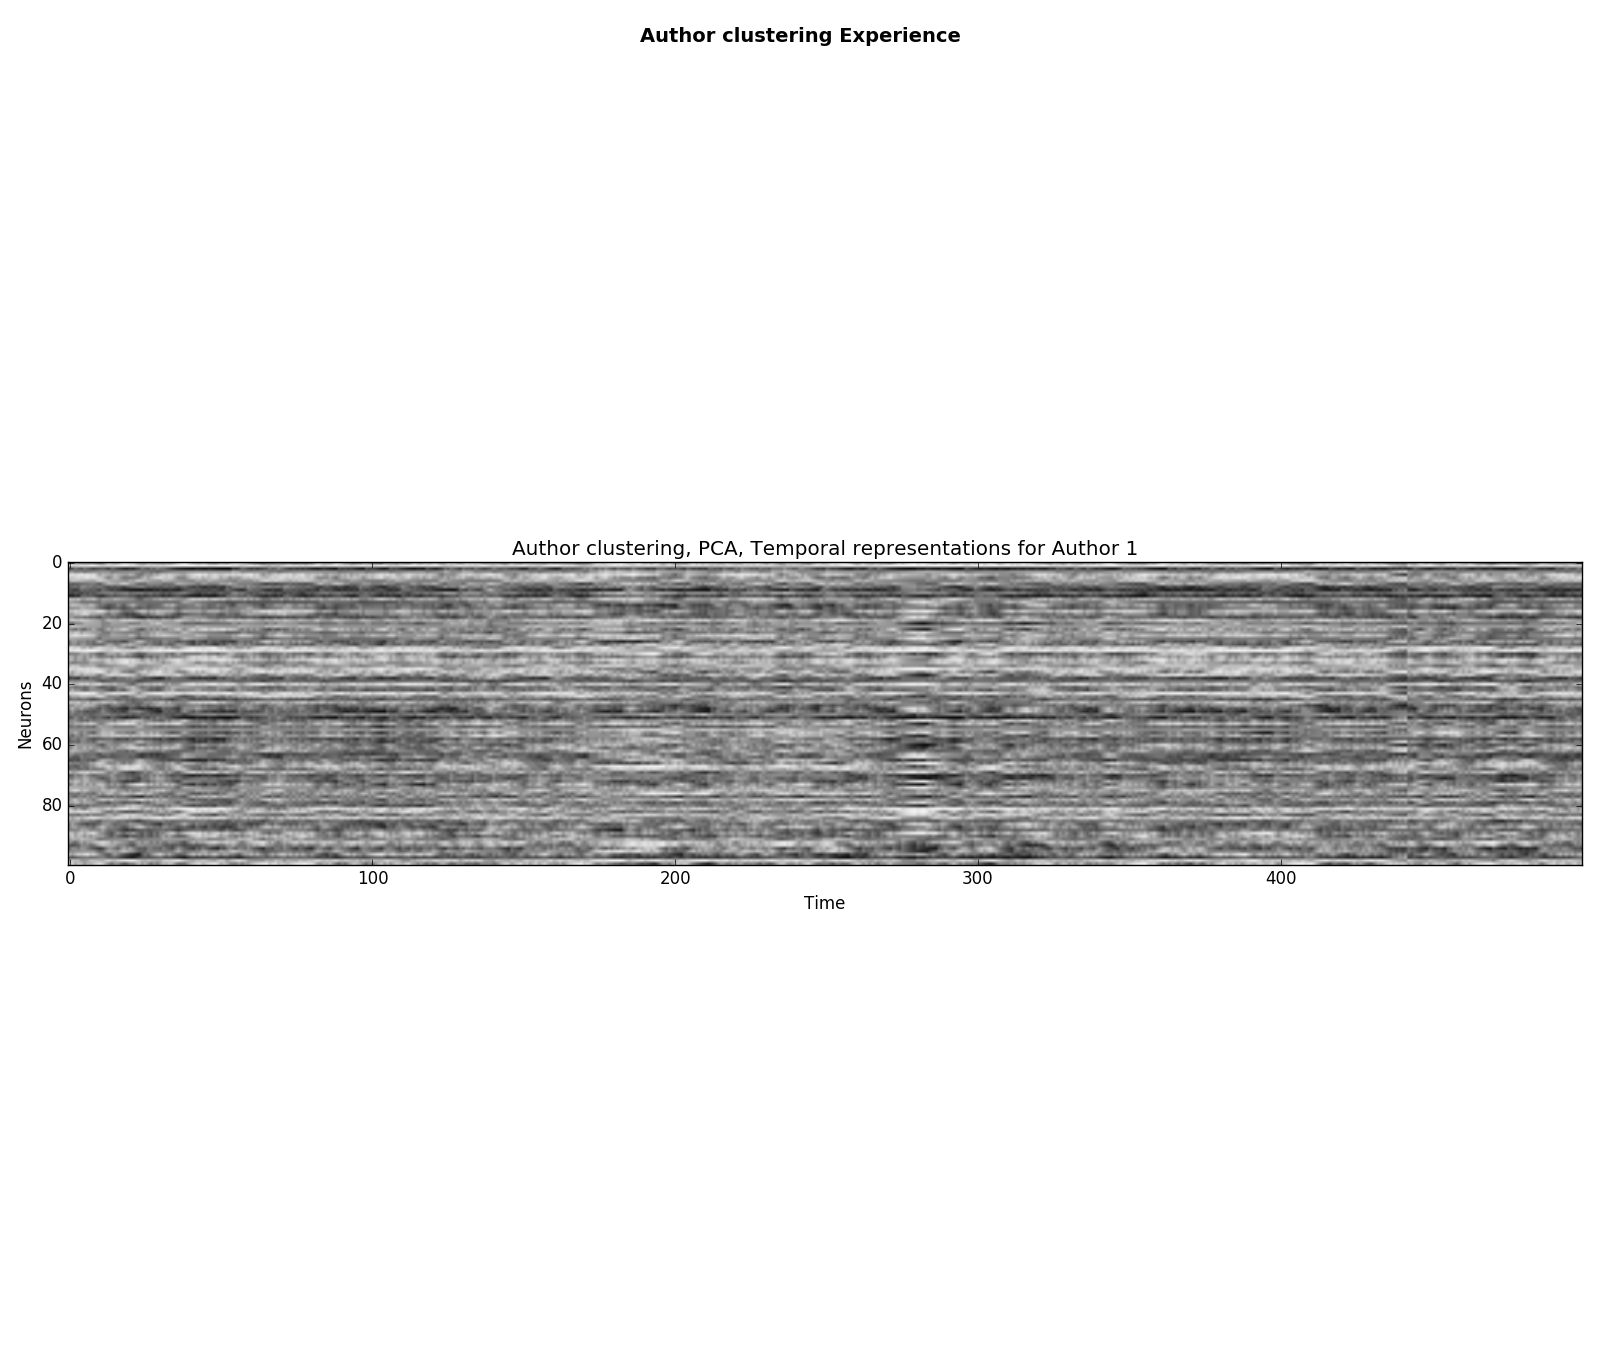 Author clustering Experience
Author clustering, PCA, Temporal representations for Author 1
0
20
40
60
80
Neurons
0 100 200 300 400
Time